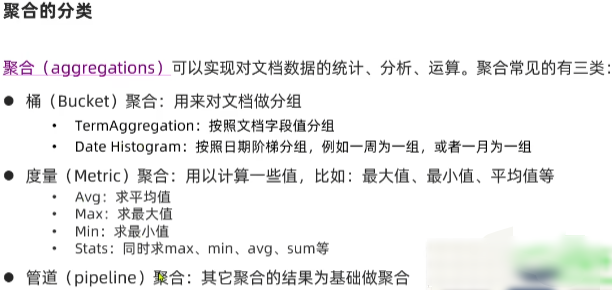 聚合的分类
聚合（aggregations）可以实现对文档数据的统计、分析、运算。聚合常见的有三类：
● 桶（Bucket）聚合：用来对文档做分组
• TermAggregation：按照文档字段值分组
• Date Histogram：按照日期阶梯分组，例如一周为一组，或者一月为一组
● 度量（Metric）聚合：用以计算一些值，比如：最大值、最小值、平均值等
• Avg：求平均值
• Max：求最大值
• Min：求最小值
• Stats：同时求max、min、avg、sum等
● 管道（pipeline）聚合：其它聚合的结果为基础做聚合